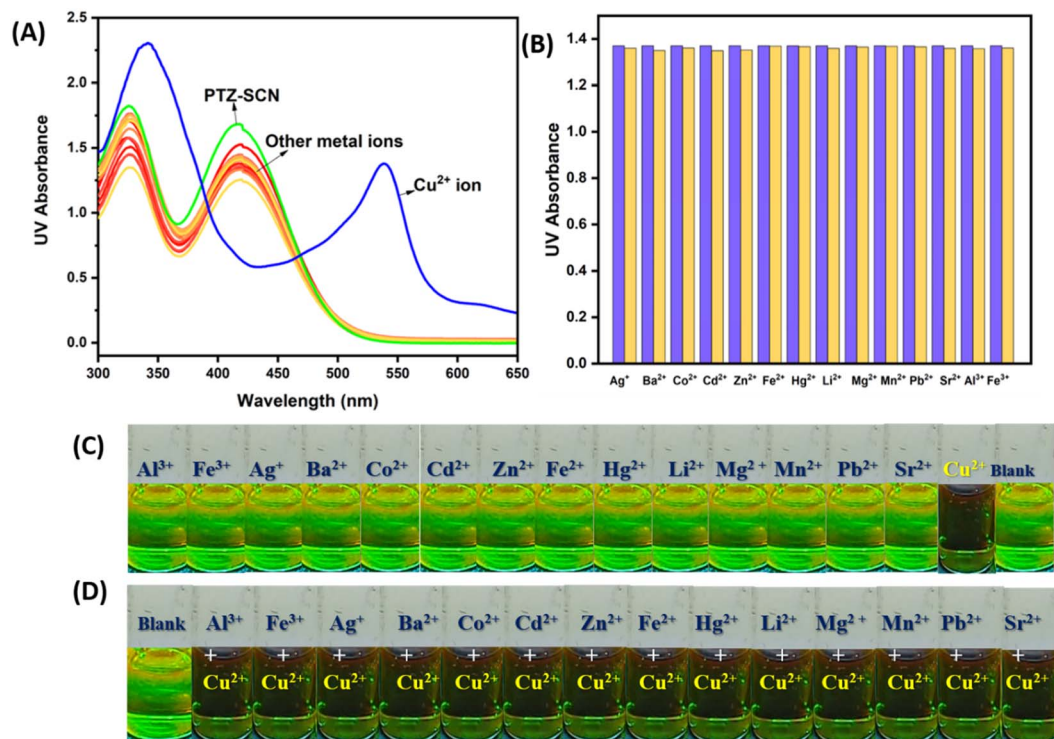 (A)
2.5
2.0
1.5
1.0
0.5
0.0
UV Absorbance
PTZ-SCN
Other metal ions
Cu²⁺ ion
300 350 400 450 500 550 600 650
Wavelength (nm)
(B)
1.4
1.2
1.0
0.8
0.6
0.4
0.2
0.0
UV Absorbance
Ag⁺ Ba²⁺ Co²⁺ Cd²⁺ Zn²⁺ Fe²⁺ Hg²⁺ Li²⁺ Mg²⁺ Mn²⁺ Pb²⁺ Sr²⁺ Al³⁺ Fe³⁺
(C)
Al³⁺ Fe³⁺ Ag⁺ Ba²⁺ Co²⁺ Cd²⁺ Zn²⁺ Fe²⁺ Hg²⁺ Li²⁺ Mg²⁺ Mn²⁺ Pb²⁺ Sr²⁺ Cu²⁺ Blank
(D)
Blank Al³⁺ Fe³⁺ Ag⁺ Ba²⁺ Co²⁺ Cd²⁺ Zn²⁺ Fe²⁺ Hg²⁺ Li²⁺ Mg²⁺ Mn²⁺ Pb²⁺ Sr²⁺
+ + + + + + + + + + + + + +
Cu²⁺ Cu²⁺ Cu²⁺ Cu²⁺ Cu²⁺ Cu²⁺ Cu²⁺ Cu²⁺ Cu²⁺ Cu²⁺ Cu²⁺ Cu²⁺ Cu²⁺ Cu²⁺